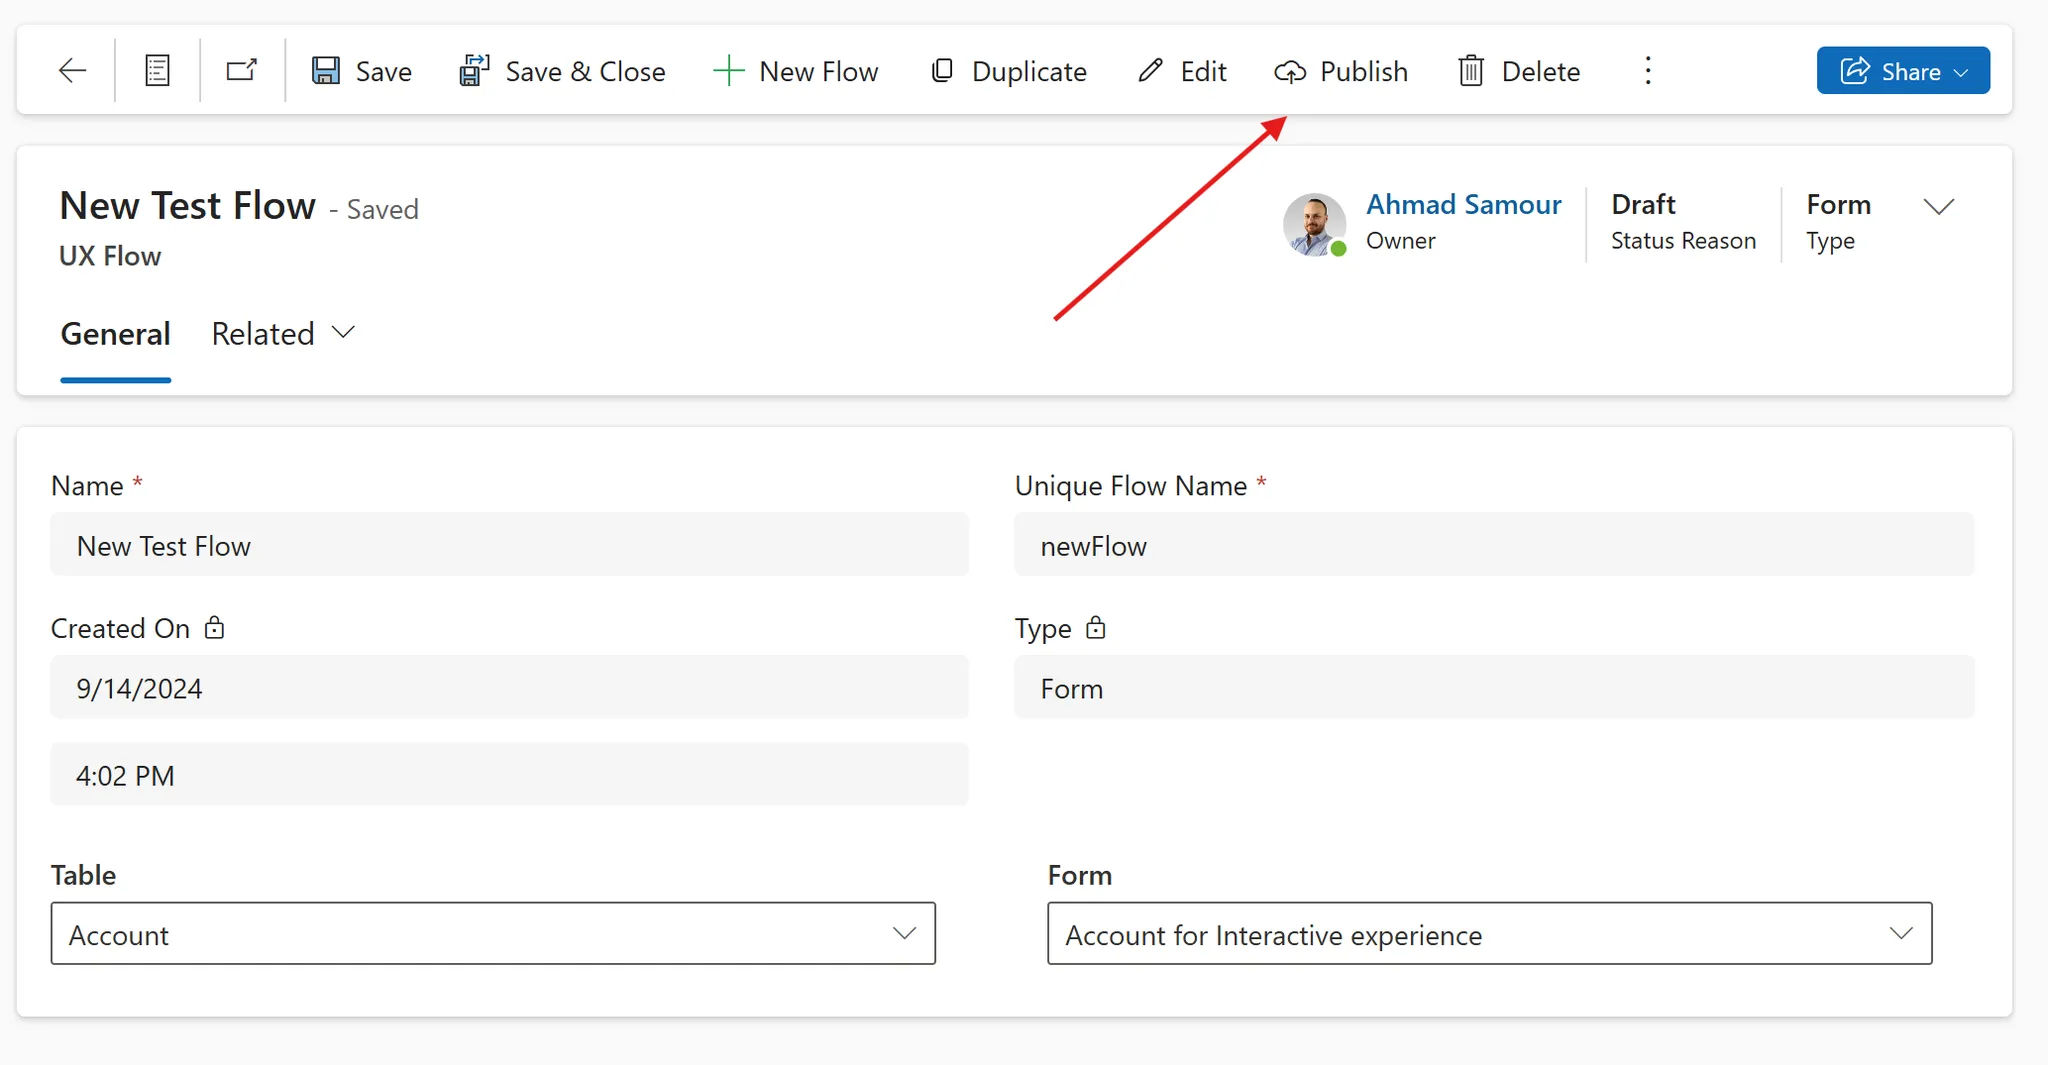 Save Save & Close New Flow Duplicate Edit Publish Delete Share
New Test Flow - Saved
UX Flow
Ahmad Samour Draft Form
Owner Status Reason Type
General Related
Name * Unique Flow Name *
New Test Flow newFlow
Created On Type
9/14/2024 Form
4:02 PM
Table Form
Account Account for Interactive experience